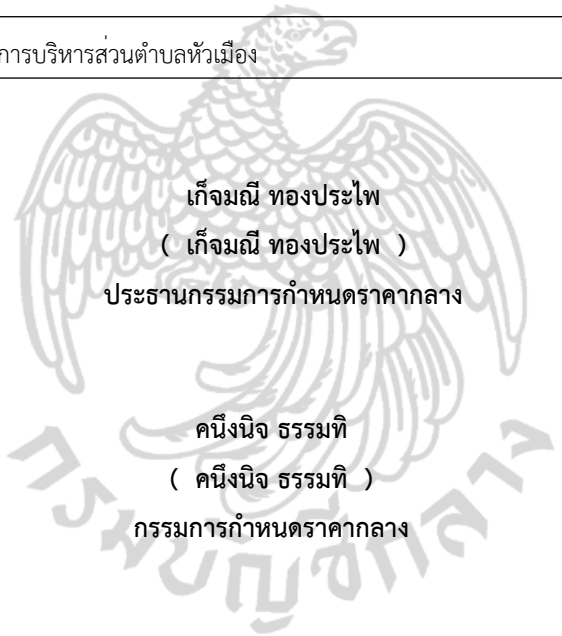 การบริหารส่วนตำบลหัวเมือง
เก็จมณี ทองประไพ
( เก็จมณี ทองประไพ )
ประธานกรรมการกำหนดราคากลาง
คนึงนิจ ธรรมทิ
( คนึงนิจ ธรรมทิ )
กรรมการกำหนดราคากลาง
กรมบัญชีกลาง